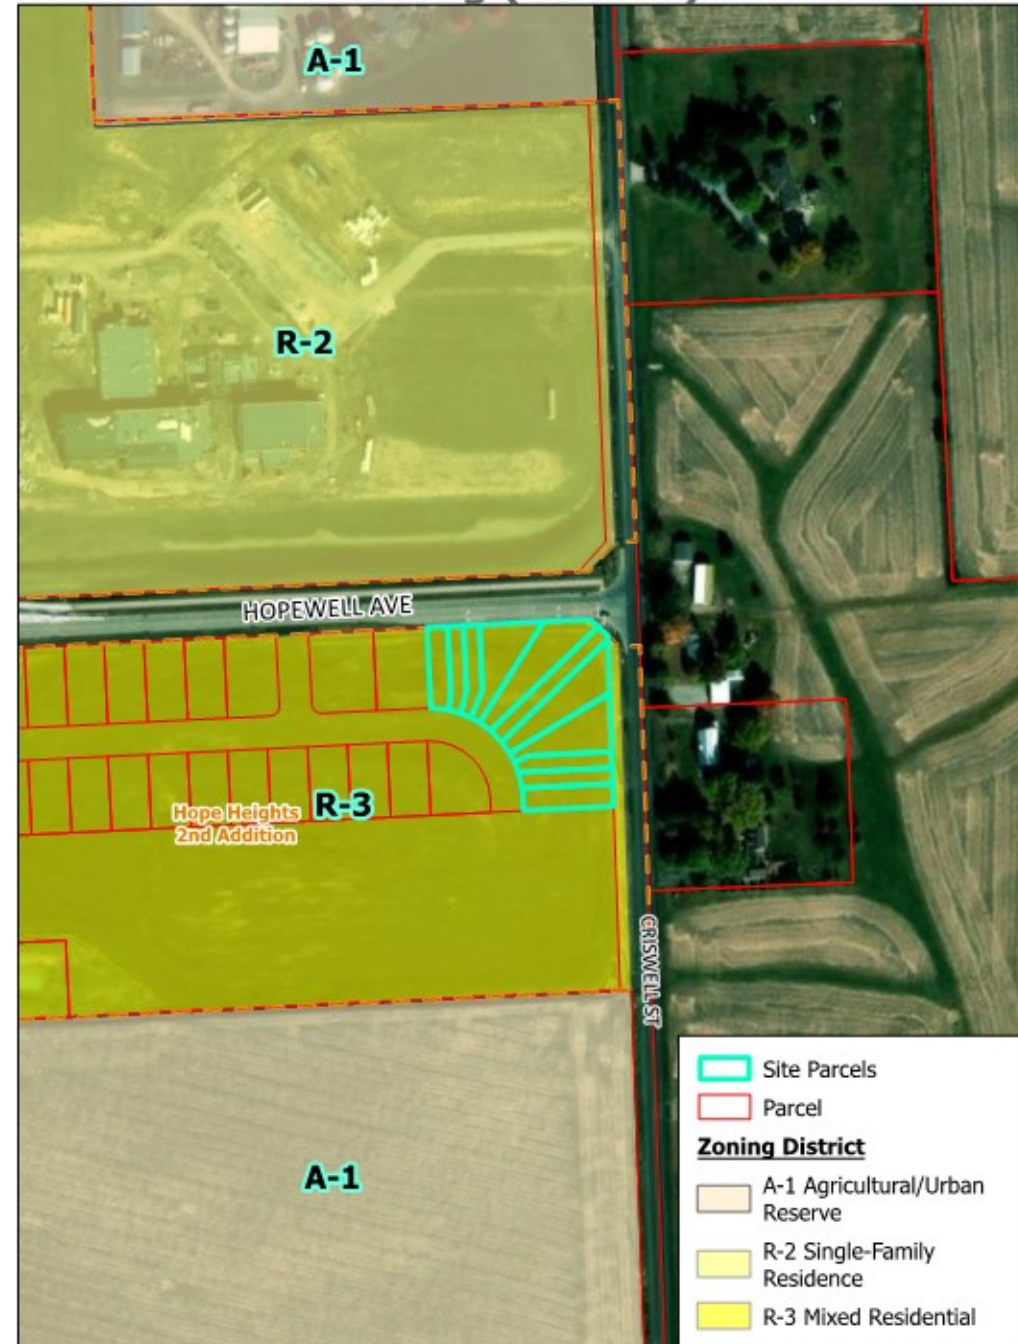 A-1
R-2
HOPEWELL AVE
R-3
Hope Heights
2nd Addition
CRISWELL ST
A-1
Site Parcels
Parcel
Zoning District
A-1 Agricultural/Urban
Reserve
R-2 Single-Family
Residence
R-3 Mixed Residential